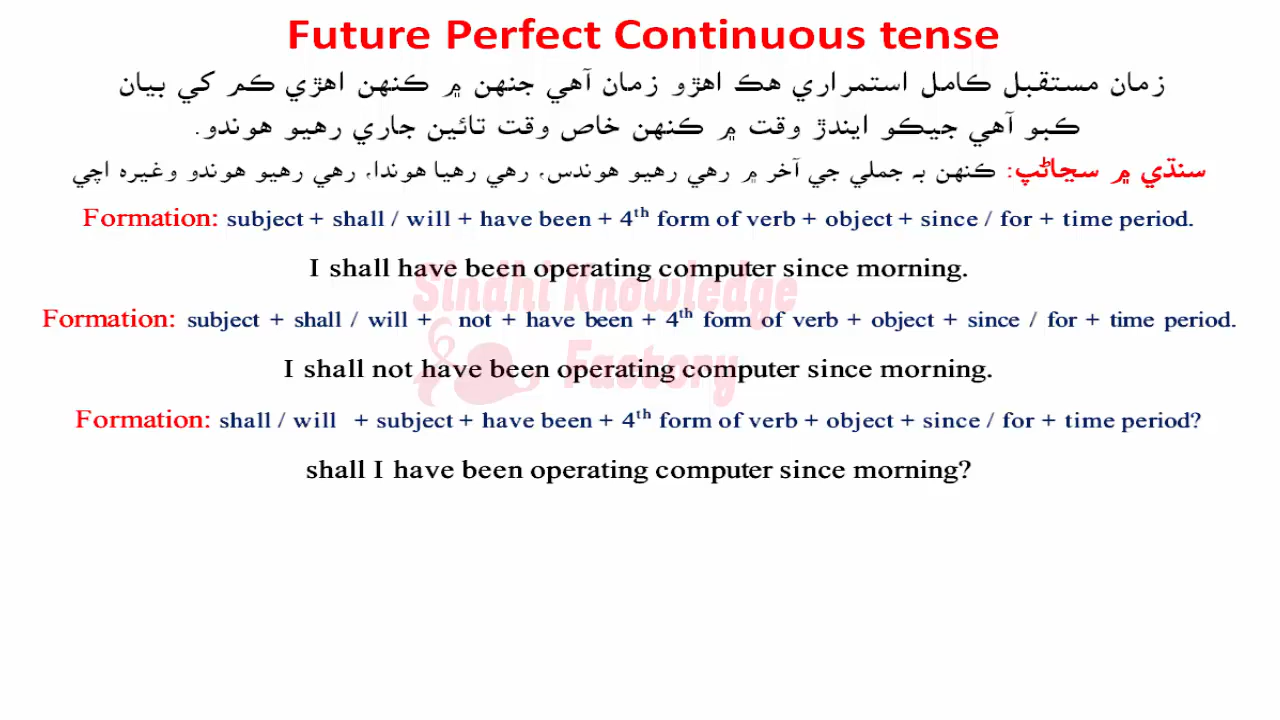 Future Perfect Continuous tense
زمان مستقبل ڪامل استمراري هڪ اهڙو زمان آهي جنهن ۾ ڪنهن اهڙي ڪم کي بيان
ڪبو آهي جيڪو ايندڙ وقت ۾ ڪنهن خاص وقت تائين جاري رهيو هوندو.
سنڌي ۾ سڃاڻپ: ڪنهن بہ جملي جي آخر ۾ رهي رهيو هوندس، رهي رهيا هوندا، رهي رهيو هوندو وغيره اچي
Formation: subject + shall / will + have been + 4th form of verb + object + since / for + time period.
I shall have been operating computer since morning.
Formation: subject + shall / will + not + have been + 4th form of verb + object + since / for + time period.
I shall not have been operating computer since morning.
Formation: shall / will + subject + have been + 4th form of verb + object + since / for + time period?
shall I have been operating computer since morning?
Sindhi Knowledge
Factory